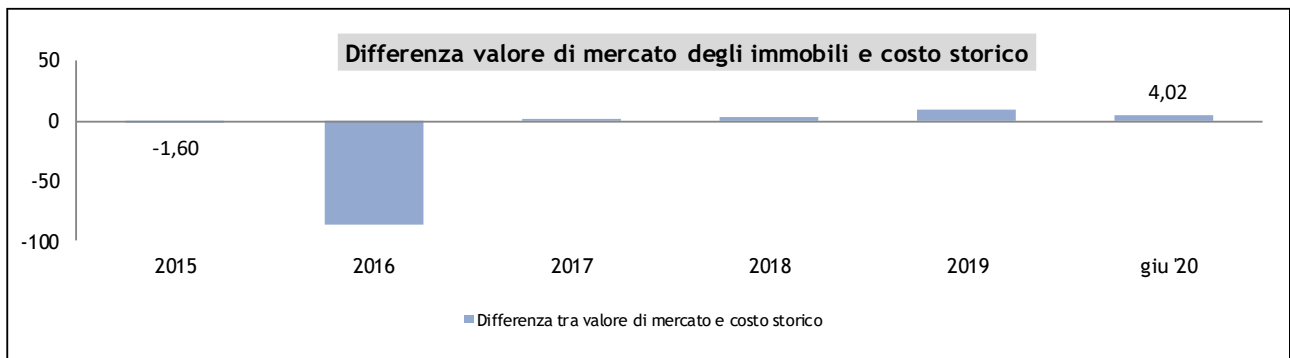 Differenza valore di mercato degli immobili e costo storico
50
0
-50
-100
-1,60
4,02
2015 2016 2017 2018 2019 giu '20
Differenza tra valore di mercato e costo storico